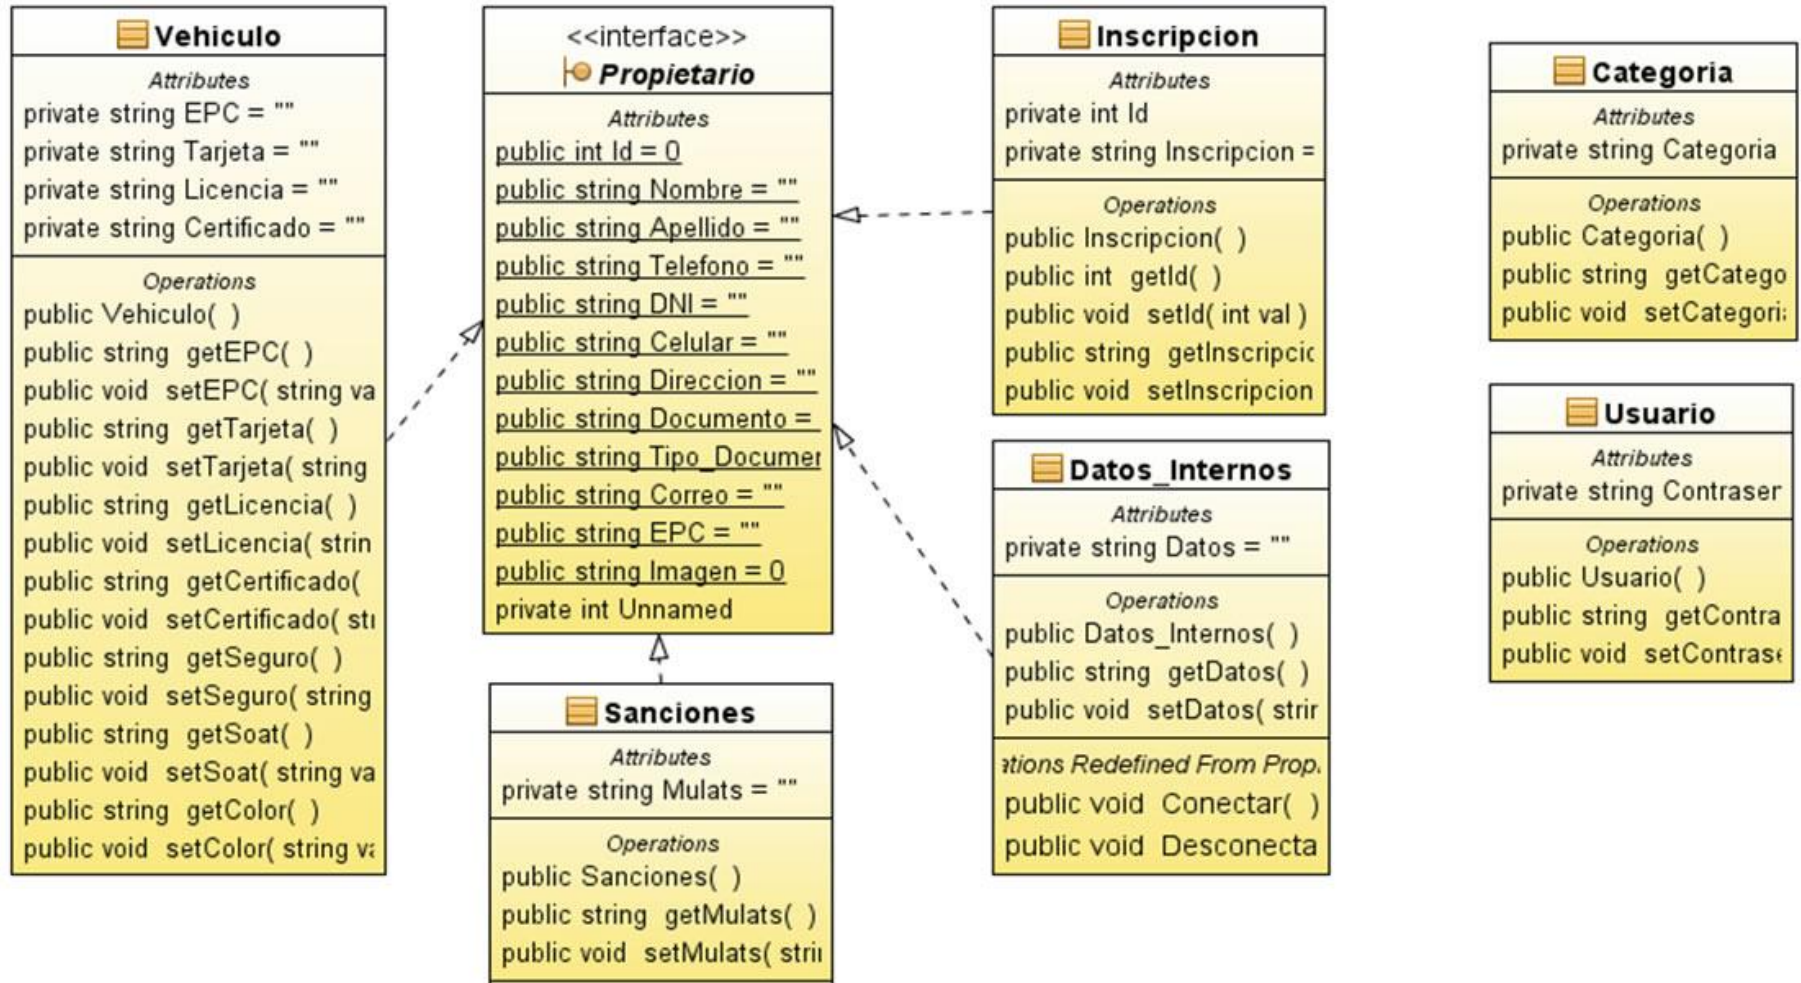 Vehiculo
Attributes
private string EPC = ""
private string Tarjeta = ""
private string Licencia = ""
private string Certificado = ""
Operations
public Vehiculo( )
public string getEPC( )
public void setEPC( string va
public string getTarjeta( )
public void setTarjeta( string
public string getLicencia( )
public void setLicencia( strin
public string getCertificado(
public void setCertificado( stri
public string getSeguro( )
public void setSeguro( string
public string getSoat( )
public void setSoat( string va
public string getColor( )
public void setColor( string va
<<interface>>
Propietario
Attributes
public int Id = 0
public string Nombre = ""
public string Apellido = ""
public string Telefono = ""
public string DNI = ""
public string Celular = ""
public string Direccion = ""
public string Documento =
public string Tipo_Documer
public string Correo = ""
public string EPC = ""
public string Imagen = 0
private int Unnamed
Sanciones
Attributes
private string Mulats = ""
Operations
public Sanciones( )
public string getMulats( )
public void setMulats( strii
Inscripcion
Attributes
private int Id
private string Inscripcion =
Operations
public Inscripcion( )
public int getId( )
public void setId( int val )
public string getInscripcic
public void setInscripcion
Datos_Internos
Attributes
private string Datos = ""
Operations
public Datos_Internos( )
public string getDatos( )
public void setDatos( strir
ations Redefined From Prop.
public void Conectar( )
public void Desconecta
Categoria
Attributes
private string Categoria
Operations
public Categoria( )
public string getCatego
public void setCategori
Usuario
Attributes
private string Contraser
Operations
public Usuario( )
public string getContra
public void setContrase